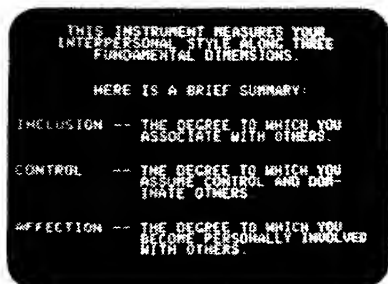 THIS INSTRUMENT MEASURES YOUR
INTERPERSONAL STYLE ALONG THREE
FUNDAMENTAL DIMENSIONS.
HERE IS A BRIEF SUMMARY:
INCLUSION -- THE DEGREE TO WHICH YOU
ASSOCIATE WITH OTHERS.
CONTROL -- THE DEGREE TO WHICH YOU
ASSUME CONTROL AND DOM-
INATE OTHERS
AFFECTION -- THE DEGREE TO WHICH YOU
BECOME PERSONALLY INVOLVED
WITH OTHERS.